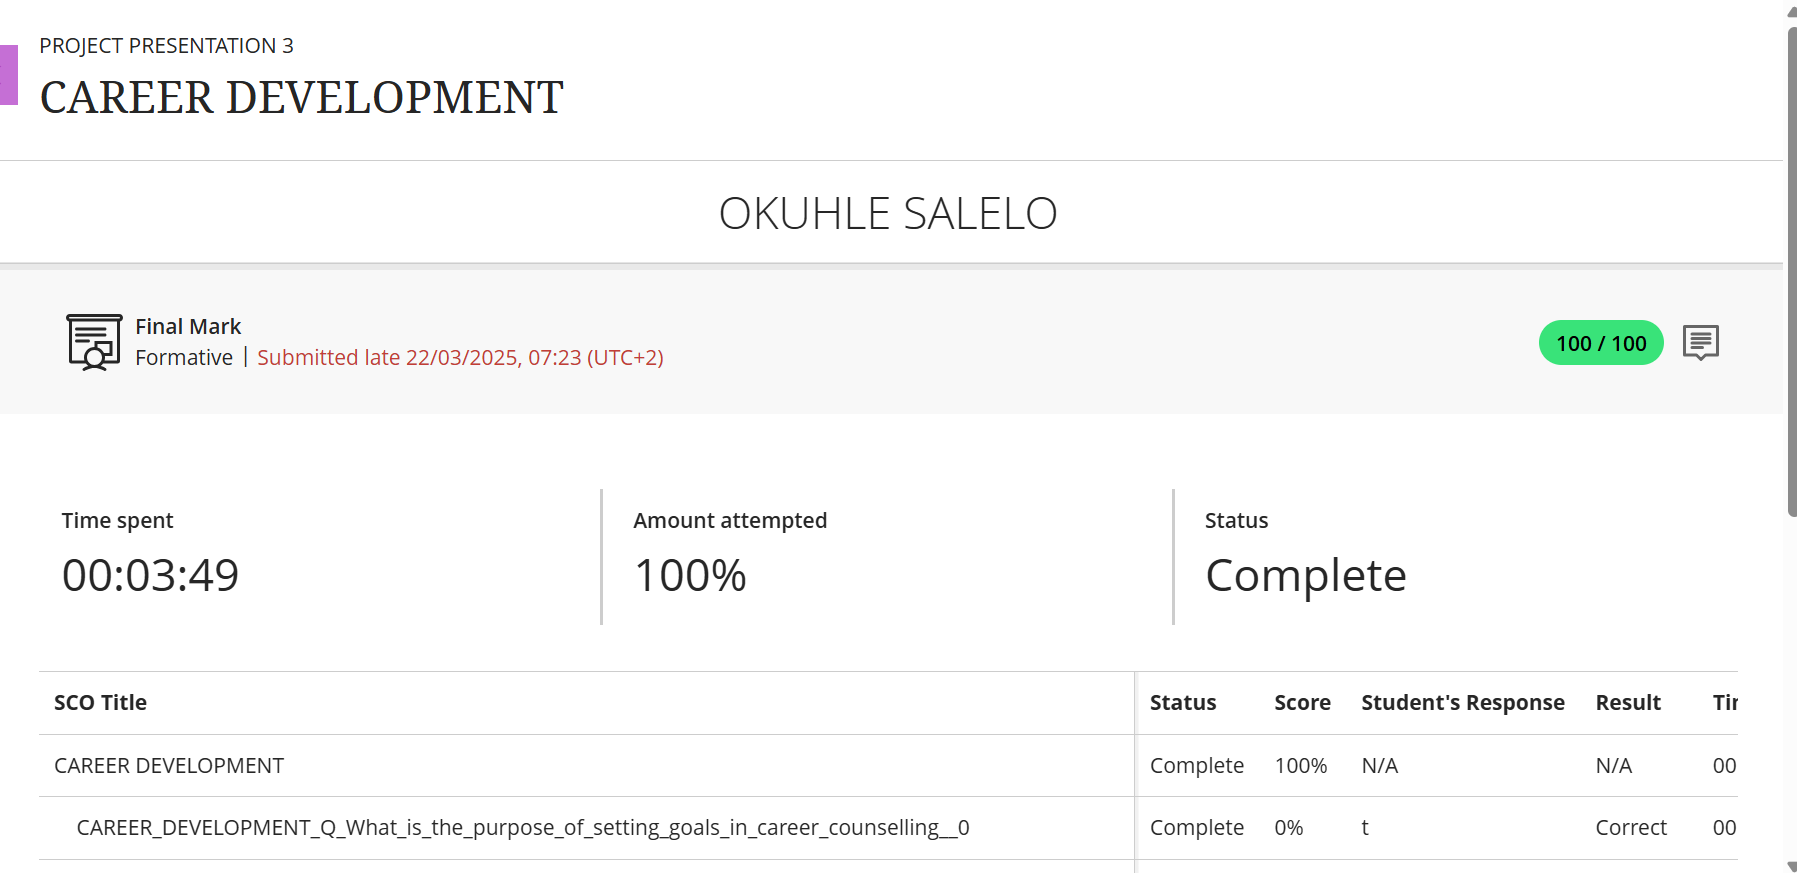 PROJECT PRESENTATION 3
CAREER DEVELOPMENT
OKUHLE SALELO
Final Mark
Formative | Submitted late 22/03/2025, 07:23 (UTC+2)
100 / 100
Time spent
00:03:49
Amount attempted
100%
Status
Complete
SCO Title Status Score Student's Response Result
CAREER DEVELOPMENT Complete 100% N/A N/A 00
CAREER_DEVELOPMENT_Q_What_is_the_purpose_of_setting_goals_in_career_counselling__0 Complete 0% t Correct 00